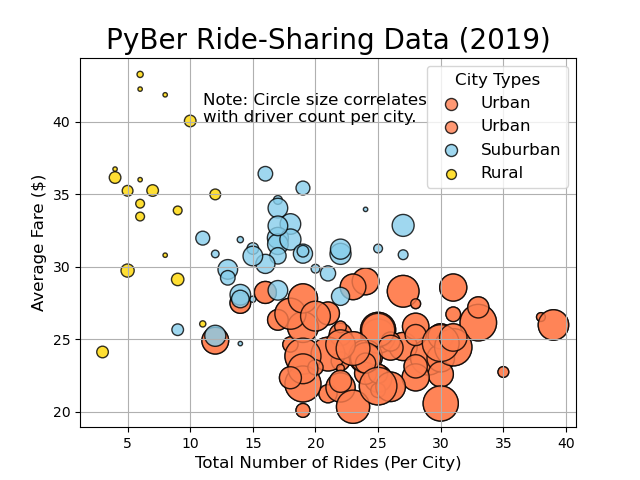 PyBer Ride-Sharing Data (2019)
Note: Circle size correlates
with driver count per city.
City Types
Urban
Urban
Suburban
Rural
Average Fare ($)
40
35
30
25
20
5
10
15
20
25
30
35
40
Total Number of Rides (Per City)